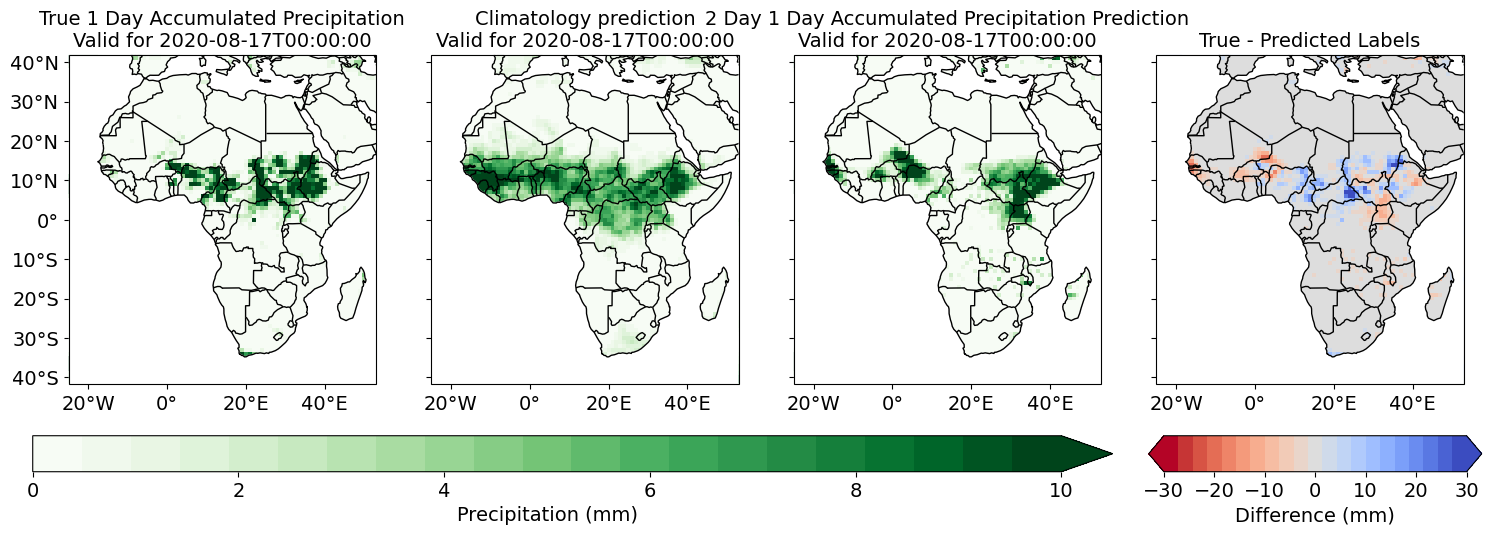 True 1 Day Accumulated Precipitation
Valid for 2020-08-17T00:00:00
Climatology prediction
Valid for 2020-08-17T00:00:00
2 Day 1 Day Accumulated Precipitation Prediction
Valid for 2020-08-17T00:00:00
True - Predicted Labels
40°N
30°N
20°N
10°N
0°
10°S
20°S
30°S
40°S
20°W 0° 20°E 40°E
20°W 0° 20°E 40°E
20°W 0° 20°E 40°E
20°W 0° 20°E 40°E
0 2 4 6 8 10
Precipitation (mm)
−30 −20 −10 0 10 20 30
Difference (mm)